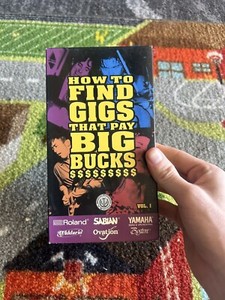 HOW TO
FIND
GIGS
THAT PAY
BIG
BUCKS
$$$$$$$$$
VOL. 1
Roland SABIAN YAMAHA
Ovation